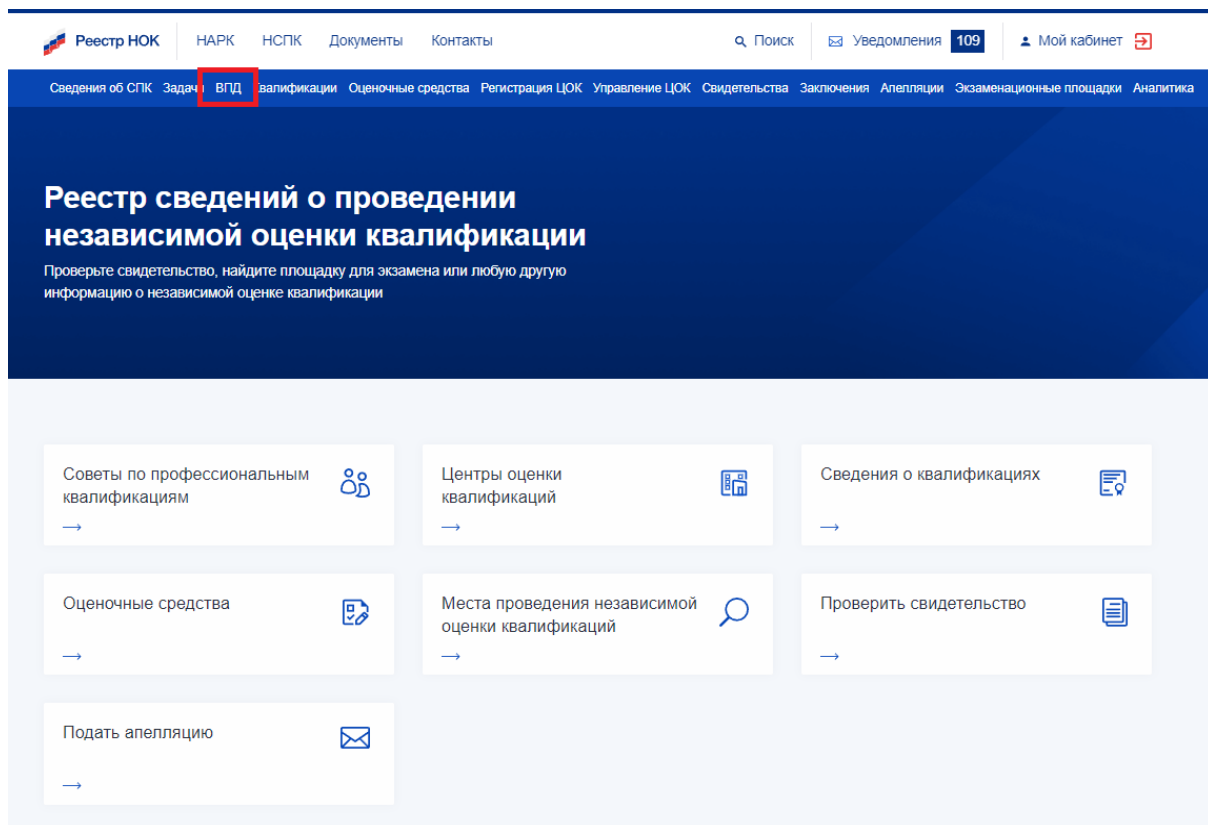 Реестр НОК НАРК НСПК Документы Контакты Поиск Уведомления 109 Мой кабинет
Сведения об СПК Задачи ВПД Квалификации Оценочные средства Регистрация ЦОК Управление ЦОК Свидетельства Заключения Апелляции Экзаменационные площадки Аналитика
Реестр сведений о проведении
независимой оценки квалификации
Проверьте свидетельство, найдите площадку для экзамена или любую другую
информацию о независимой оценке квалификации
Советы по профессиональным
квалификациям
Центры оценки
квалификаций
Сведения о квалификациях
Оценочные средства
Места проведения независимой
оценки квалификаций
Проверить свидетельство
Подать апелляцию